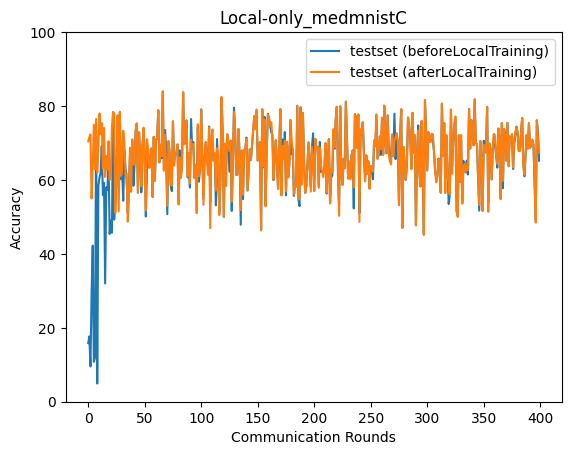 Local-only_medmnistC
testset (beforeLocalTraining)
testset (afterLocalTraining)
Accuracy
100
80
60
40
20
0
0 50 100 150 200 250 300 350 400
Communication Rounds